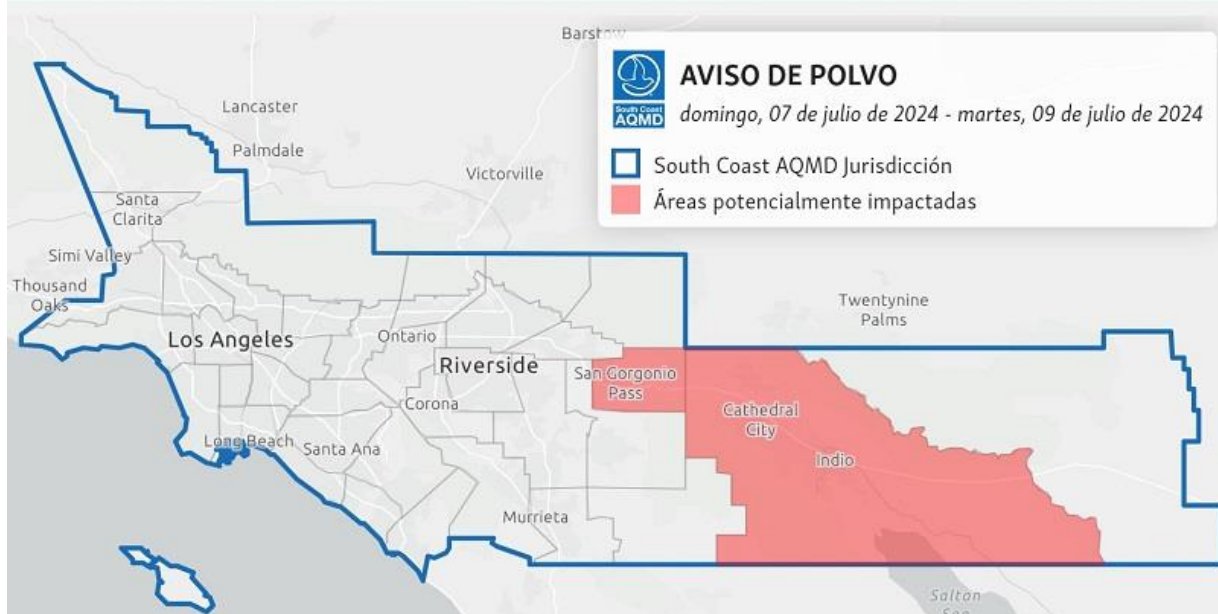 Barstow
AVISO DE POLVO
South Coast
AQMD
domingo, 07 de julio de 2024 - martes, 09 de julio de 2024
South Coast AQMD Jurisdicción
Áreas potencialmente impactadas
Lancaster
Palmdale
Victorville
Santa
Clarita
Simi Valley
Thousand
Oaks
Twentynine
Palms
Los Angeles
Ontario
Riverside
San Gorgonio
Pass
Corona
Cathedral
City
Long Beach
Santa Ana
Indio
Murrieta
Salton
Sea